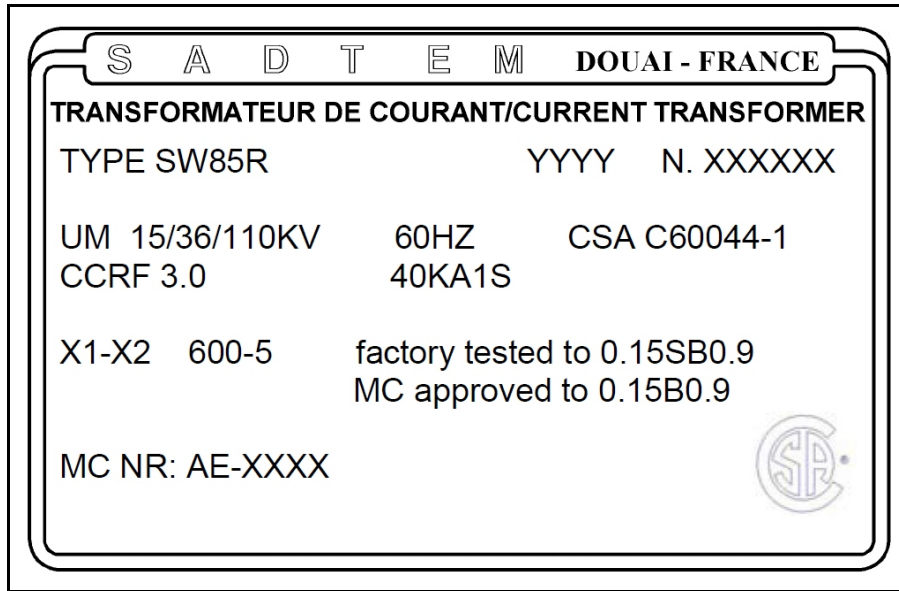 SADTEM DOUAI - FRANCE
TRANSFORMATEUR DE COURANT/CURRENT TRANSFORMER
TYPE SW85R YYYY N. XXXXXX
UM 15/36/110KV 60HZ CSA C60044-1
CCRF 3.0 40KA1S
X1-X2 600-5 factory tested to 0.15SB0.9
MC approved to 0.15B0.9
MC NR: AE-XXXX
CSA